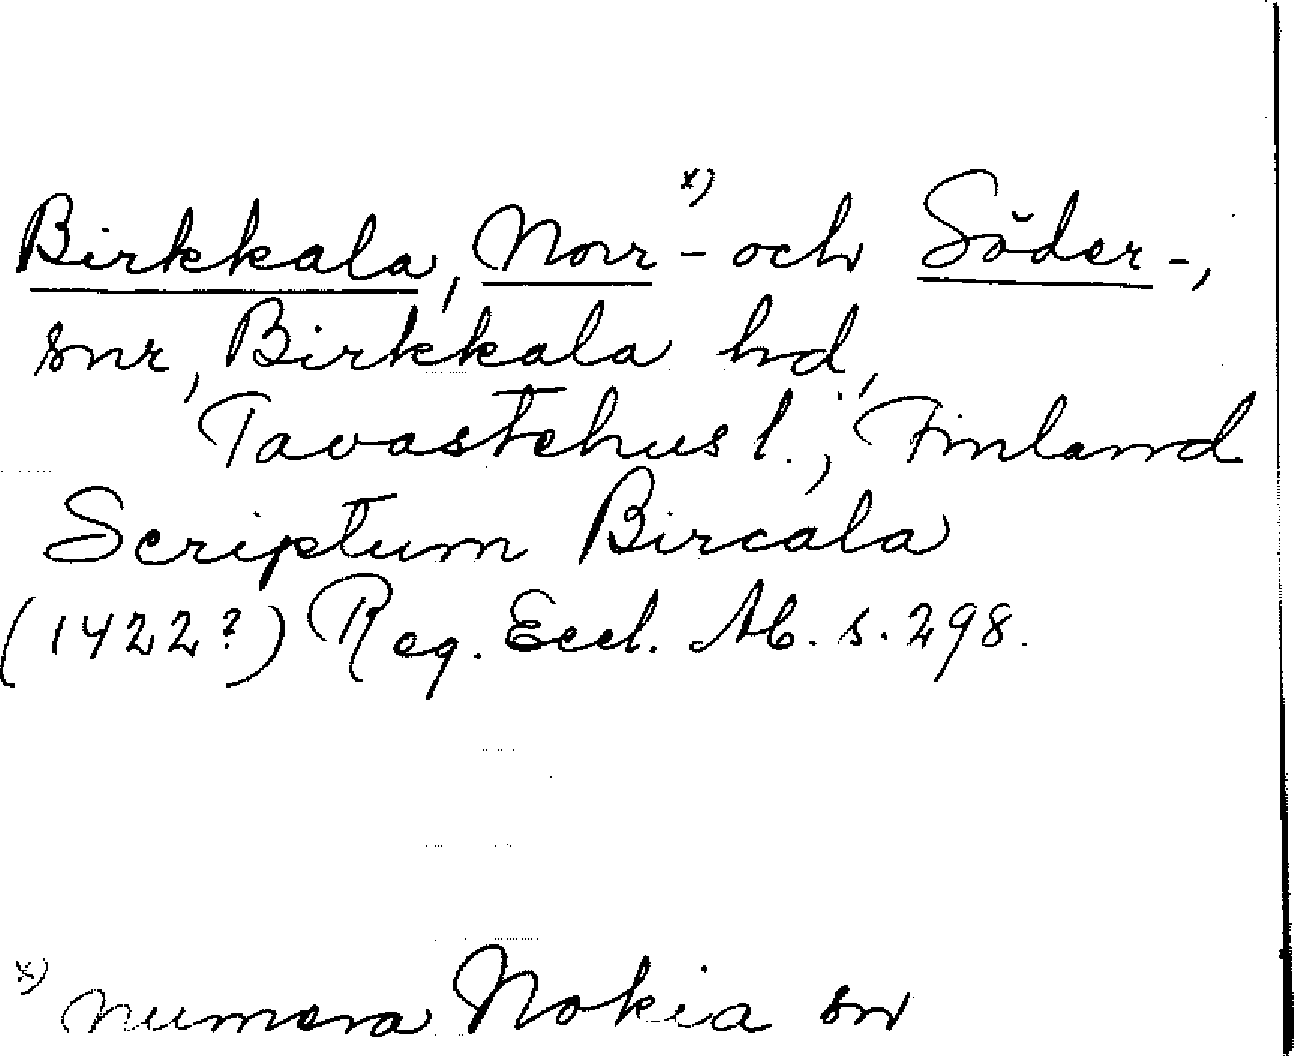 Birkkala, Norr-x) och Söder-,
snr, Birkkala hd,
Tavastehus l., Finland
Scriptum Bircala
(1422?) Reg. Eccl. Ab. s. 298.
x) numera Nokia sn